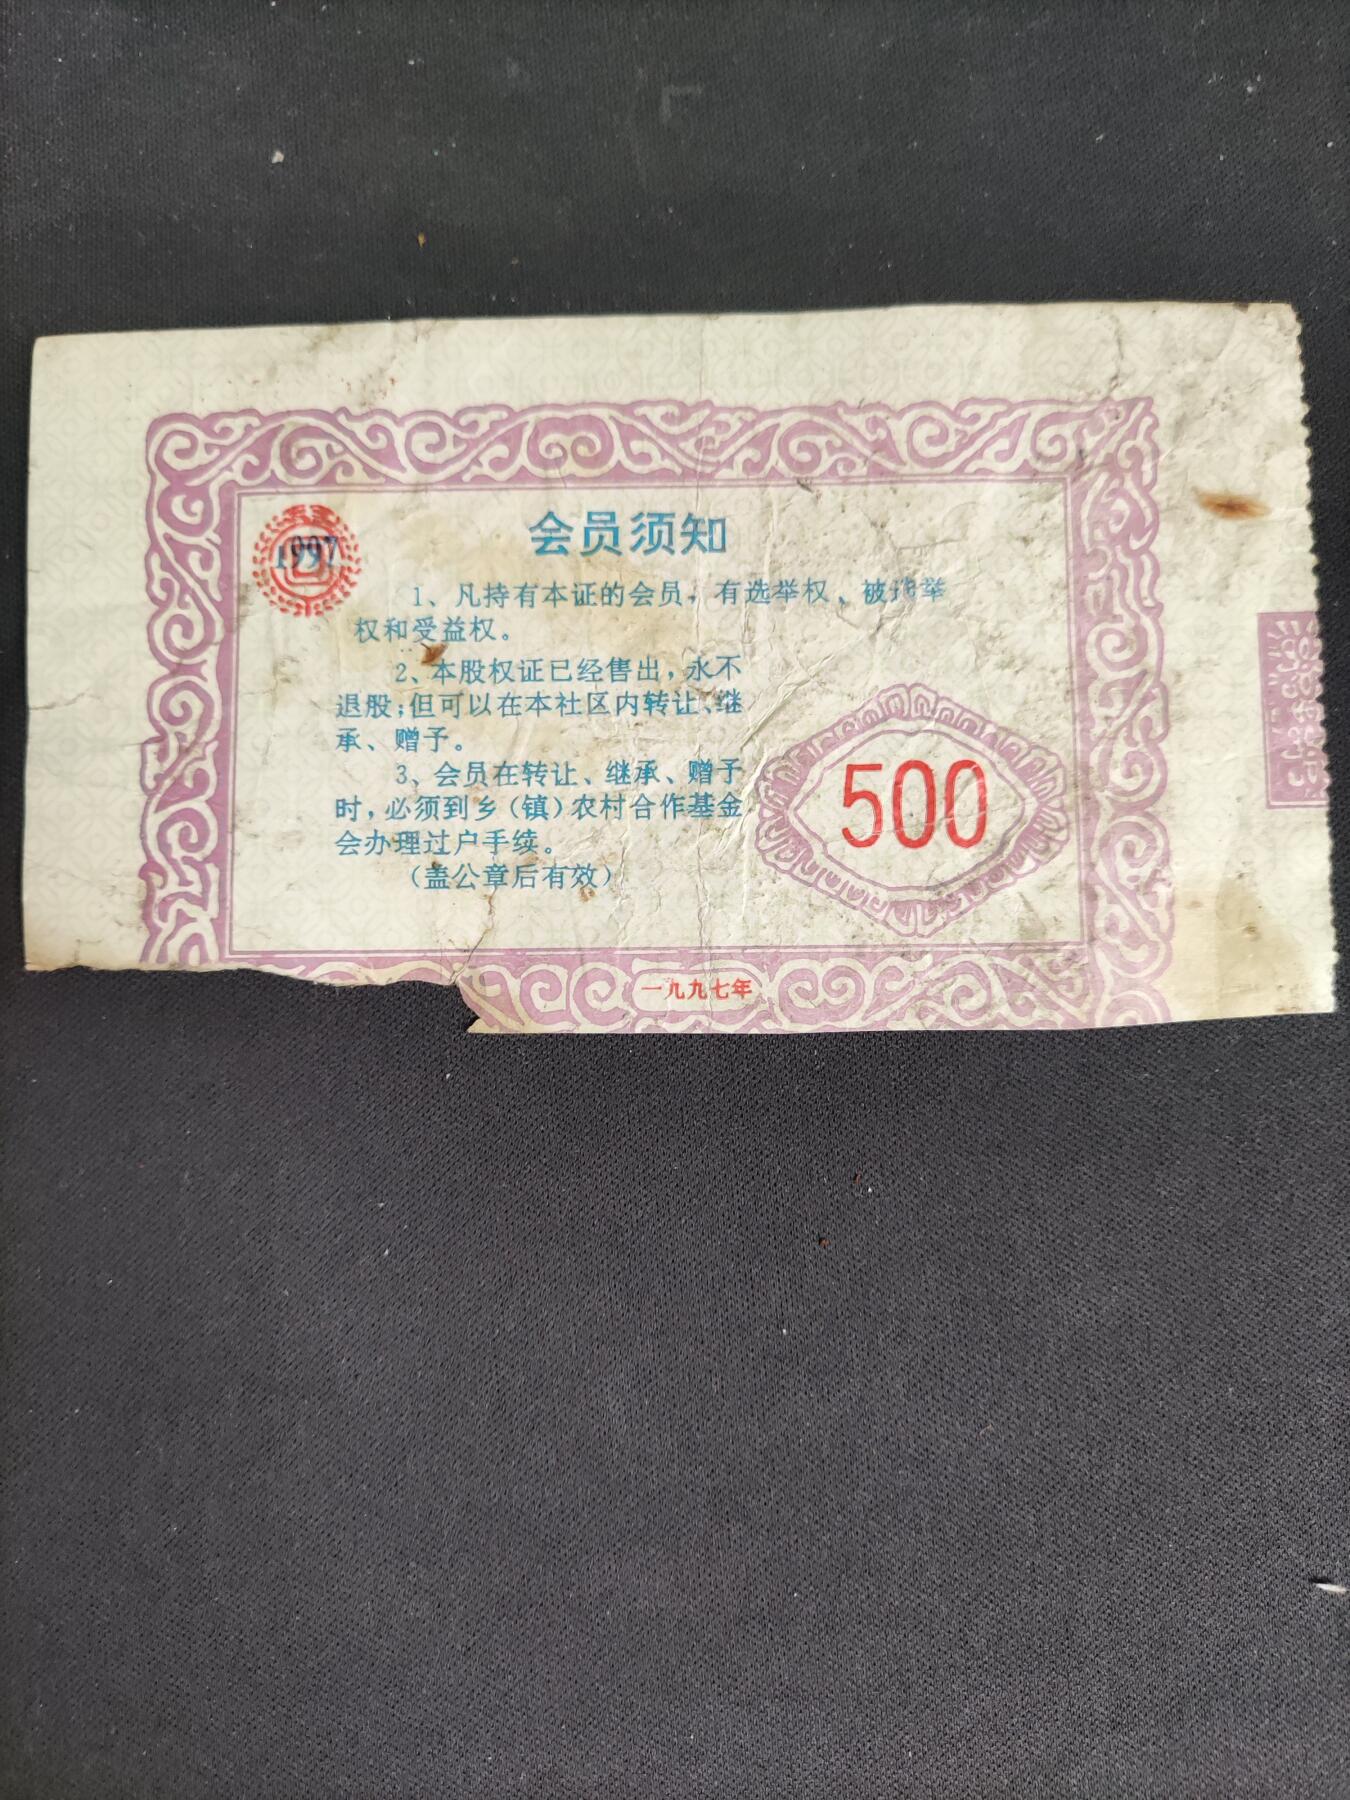 会员须知
1997
1、凡持有本证的会员，有选举权、被选举
权和受益权。
2、本股权证已经售出，永不
退股；但可以在本社区内转让、继
承、赠予。
3、会员在转让、继承、赠予
时，必须到乡（镇）农村合作基金
会办理过户手续。
（盖公章后有效）
500
一九九七年